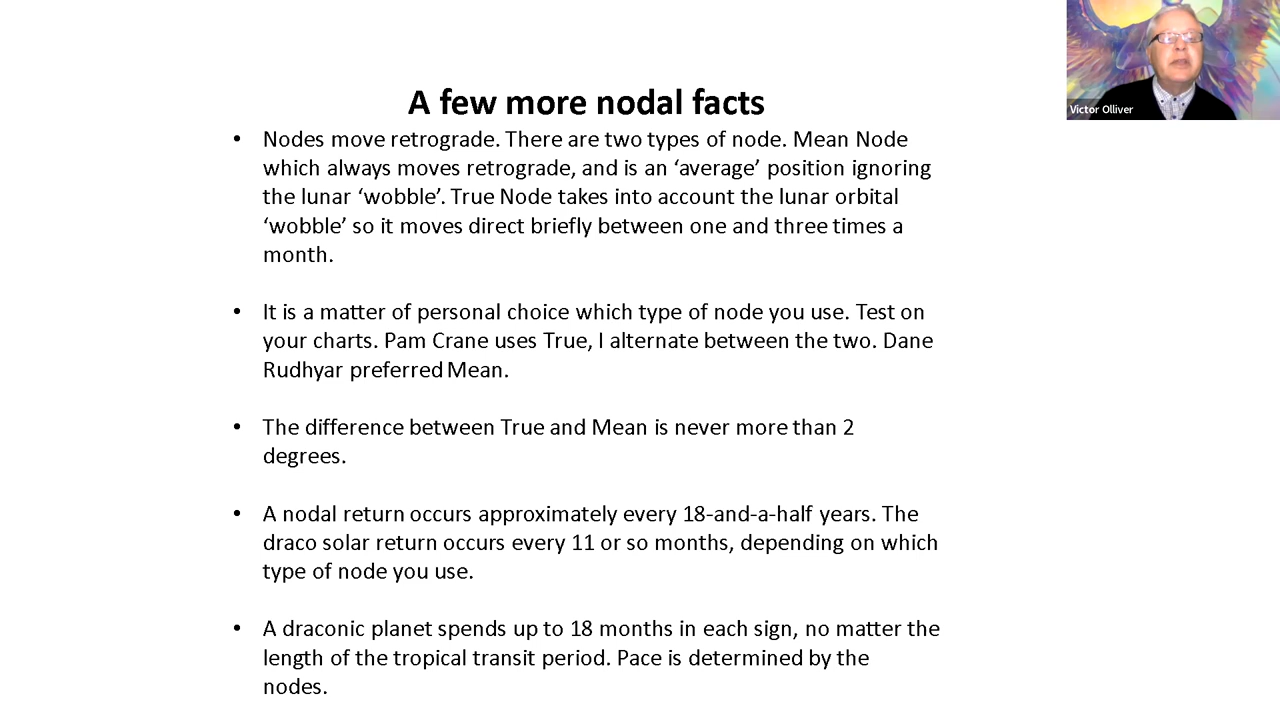 A few more nodal facts
• Nodes move retrograde. There are two types of node. Mean Node
which always moves retrograde, and is an ‘average’ position ignoring
the lunar ‘wobble’. True Node takes into account the lunar orbital
‘wobble’ so it moves direct briefly between one and three times a
month.
• It is a matter of personal choice which type of node you use. Test on
your charts. Pam Crane uses True, I alternate between the two. Dane
Rudhyar preferred Mean.
• The difference between True and Mean is never more than 2
degrees.
• A nodal return occurs approximately every 18-and-a-half years. The
draco solar return occurs every 11 or so months, depending on which
type of node you use.
• A draconic planet spends up to 18 months in each sign, no matter the
length of the tropical transit period. Pace is determined by the
nodes.
Victor Olliver